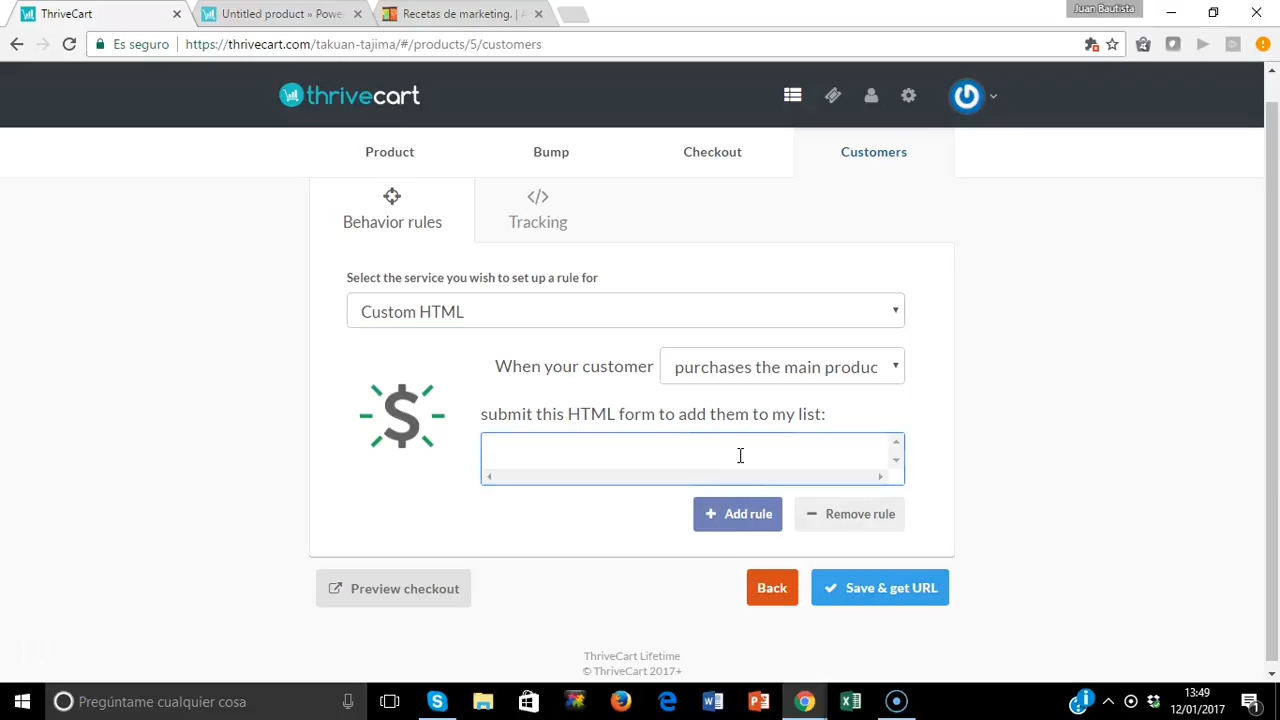 Juan Bautista
ThriveCart
Untitled product » Powe
Recetas de marketing. | A
Es seguro
https://thrivecart.com/takuan-tajima/#/products/5/customers
thrivecart
Product
Bump
Checkout
Customers
Behavior rules
Tracking
Select the service you wish to set up a rule for
Custom HTML
When your customer
purchases the main produc
submit this HTML form to add them to my list:
Add rule
Remove rule
Preview checkout
Back
Save & get URL
ThriveCart Lifetime
© ThriveCart 2017+
Pregúntame cualquier cosa
13:49
12/01/2017